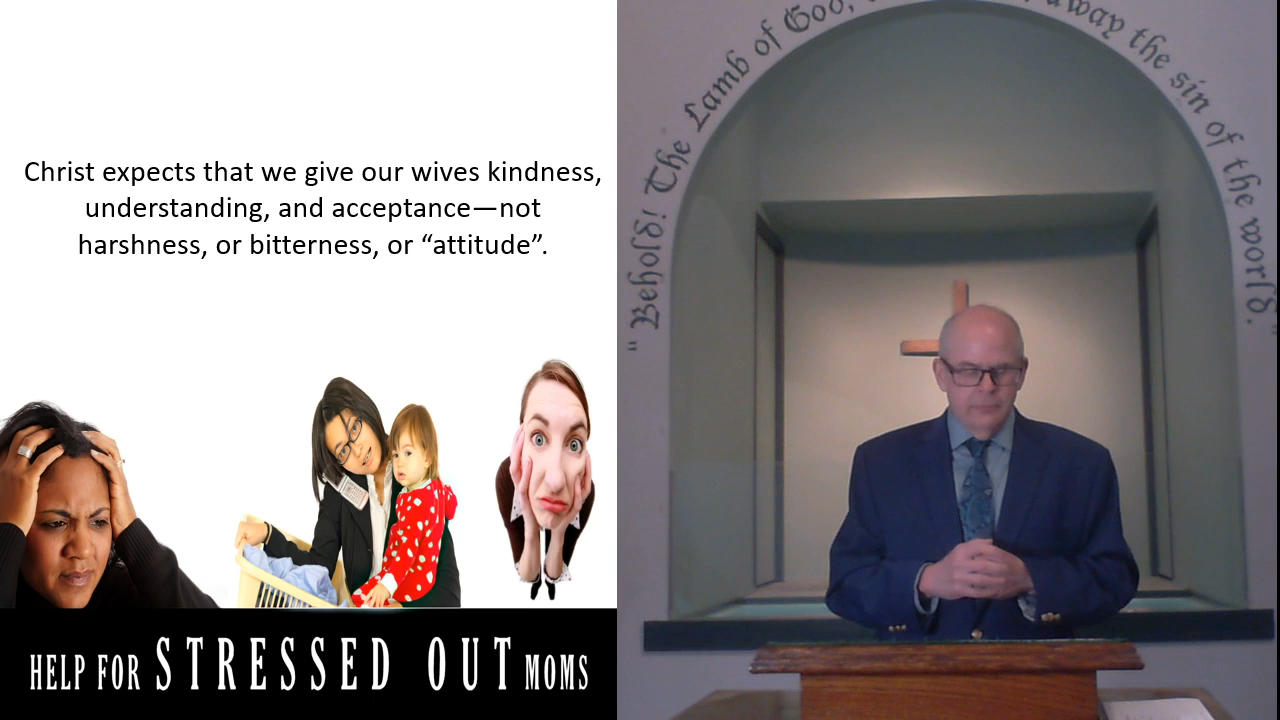 Christ expects that we give our wives kindness,
understanding, and acceptance—not
harshness, or bitterness, or “attitude”.
HELP FOR STRESSED OUT MOMS
"Behold! The Lamb of God, away the sin of the world."